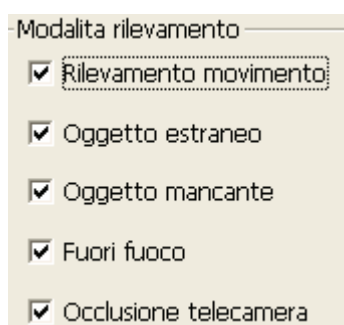 Modalita rilevamento
Rilevamento movimento
Oggetto estraneo
Oggetto mancante
Fuori fuoco
Occlusione telecamera